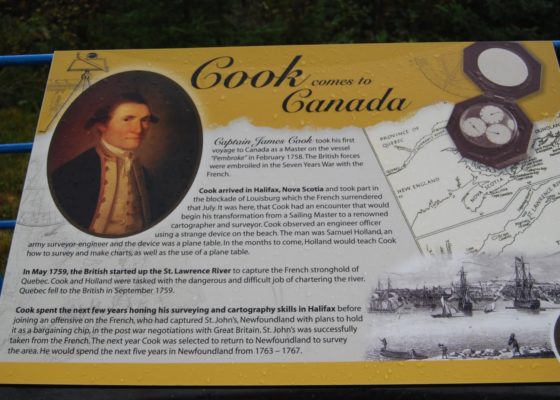 Cook comes to
Canada
Captain James Cook took his first
voyage to Canada as a Master on the vessel
"Pembroke" in February 1758. The British forces
were embroiled in the Seven Years War with the
French.
Cook arrived in Halifax, Nova Scotia and took part in
the blockade of Louisburg which the French surrendered
that July. It was here, that Cook had an encounter that would
begin his transformation from a Sailing Master to a renowned
cartographer and surveyor. Cook observed an engineer officer
using a strange device on the beach. The man was Samuel Holland, an
army surveyor-engineer and the device was a plane table. In the months to come, Holland would teach Cook
how to survey and make charts, as well as the use of a plane table.
In May 1759, the British started up the St. Lawrence River to capture the French stronghold of
Quebec. Cook and Holland were tasked with the dangerous and difficult job of chartering the river.
Quebec fell to the British in September 1759.
Cook spent the next few years honing his surveying and cartography skills in Halifax before
joining an offensive on the French, who had captured St. John's, Newfoundland with plans to hold
it as a bargaining chip, in the post war negotiations with Great Britain. St. John's was successfully
taken from the French. The next year Cook was selected to return to Newfoundland to survey
the area. He would spend the next five years in Newfoundland from 1763 – 1767.
PROVINCE OF
QUEBEC
NEW ENGLAND
NOVA SCOTIA